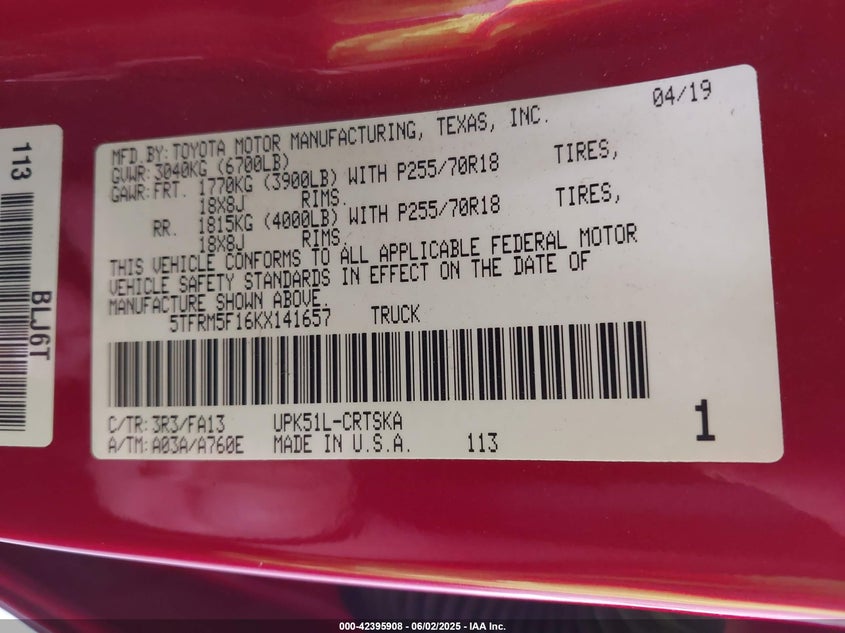 113
BLJ6T
04/19
MFD.BY:TOYOTA MOTOR MANUFACTURING, TEXAS, INC.
GVWR:3040KG (6700LB)
GAWR:FRT. 1770KG (3900LB) WITH P255/70R18 TIRES,
18X8J RIMS.
RR. 1815KG (4000LB) WITH P255/70R18 TIRES,
18X8J RIMS.
THIS VEHICLE CONFORMS TO ALL APPLICABLE FEDERAL MOTOR
VEHICLE SAFETY STANDARDS IN EFFECT ON THE DATE OF
MANUFACTURE SHOWN ABOVE.
5TFRM5F16KX141657 TRUCK
C/TR:3R3/FA13 UPK51L-CRTSKA
A/TM:A03A/A760E MADE IN U.S.A. 113
1
000-42395908 - 06/02/2025 - IAA Inc.